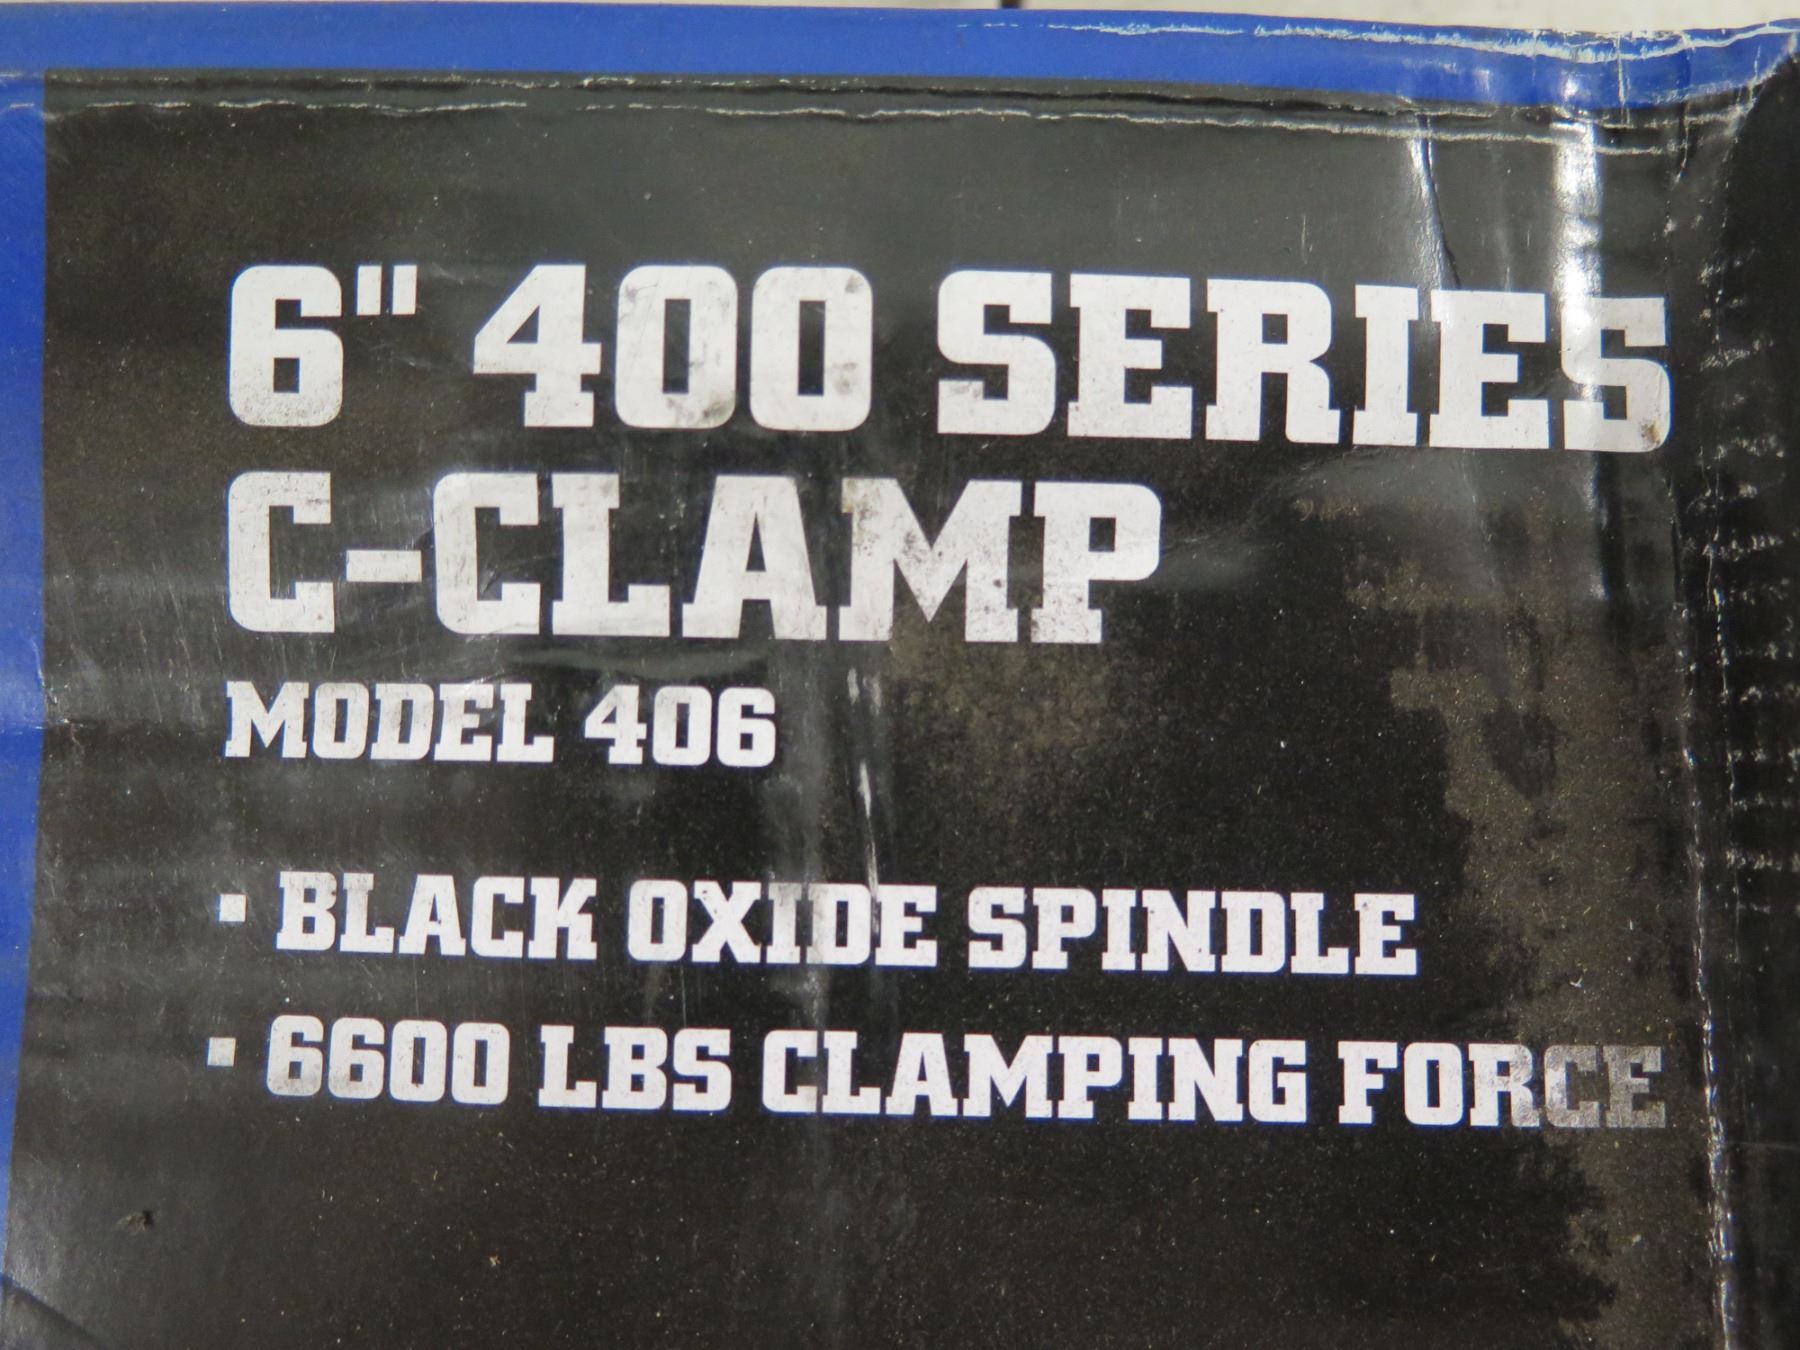 6" 400 SERIES
C-CLAMP
MODEL 406
▪ BLACK OXIDE SPINDLE
▪ 6600 LBS CLAMPING FORCE